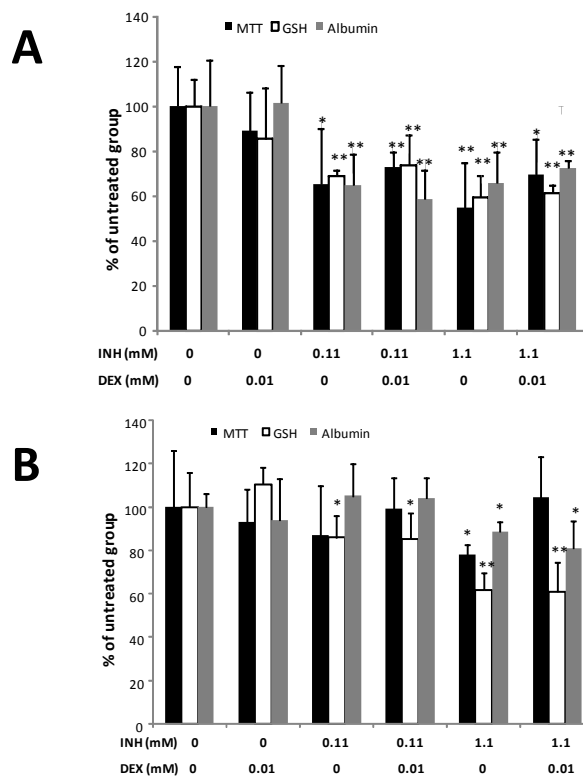 A
140
MTT GSH Albumin
120
100
80
60
40
20
0
% of untreated group
* ** **
** ** **
** ** **
* ** **
INH (mM) 0 0 0.11 0.11 1.1 1.1
DEX (mM) 0 0.01 0 0.01 0 0.01
B
140
MTT GSH Albumin
120
100
80
60
40
20
0
% of untreated group
*
*
* ** *
** *
INH (mM) 0 0 0.11 0.11 1.1 1.1
DEX (mM) 0 0.01 0 0.01 0 0.01